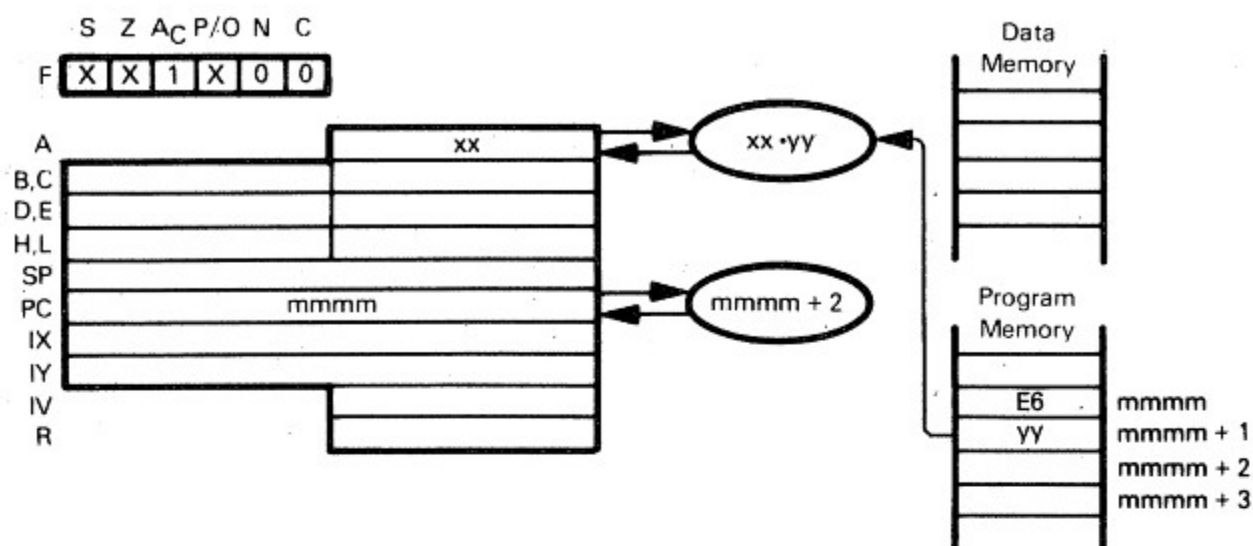 S Z AC P/O N C
F X X 1 X 0 0
A xx
B,C
D,E
H,L
SP
PC mmmm
IX
IY
IV
R
xx •yy
mmmm + 2
Data
Memory
Program
Memory
E6 mmmm
yy mmmm + 1
mmmm + 2
mmmm + 3